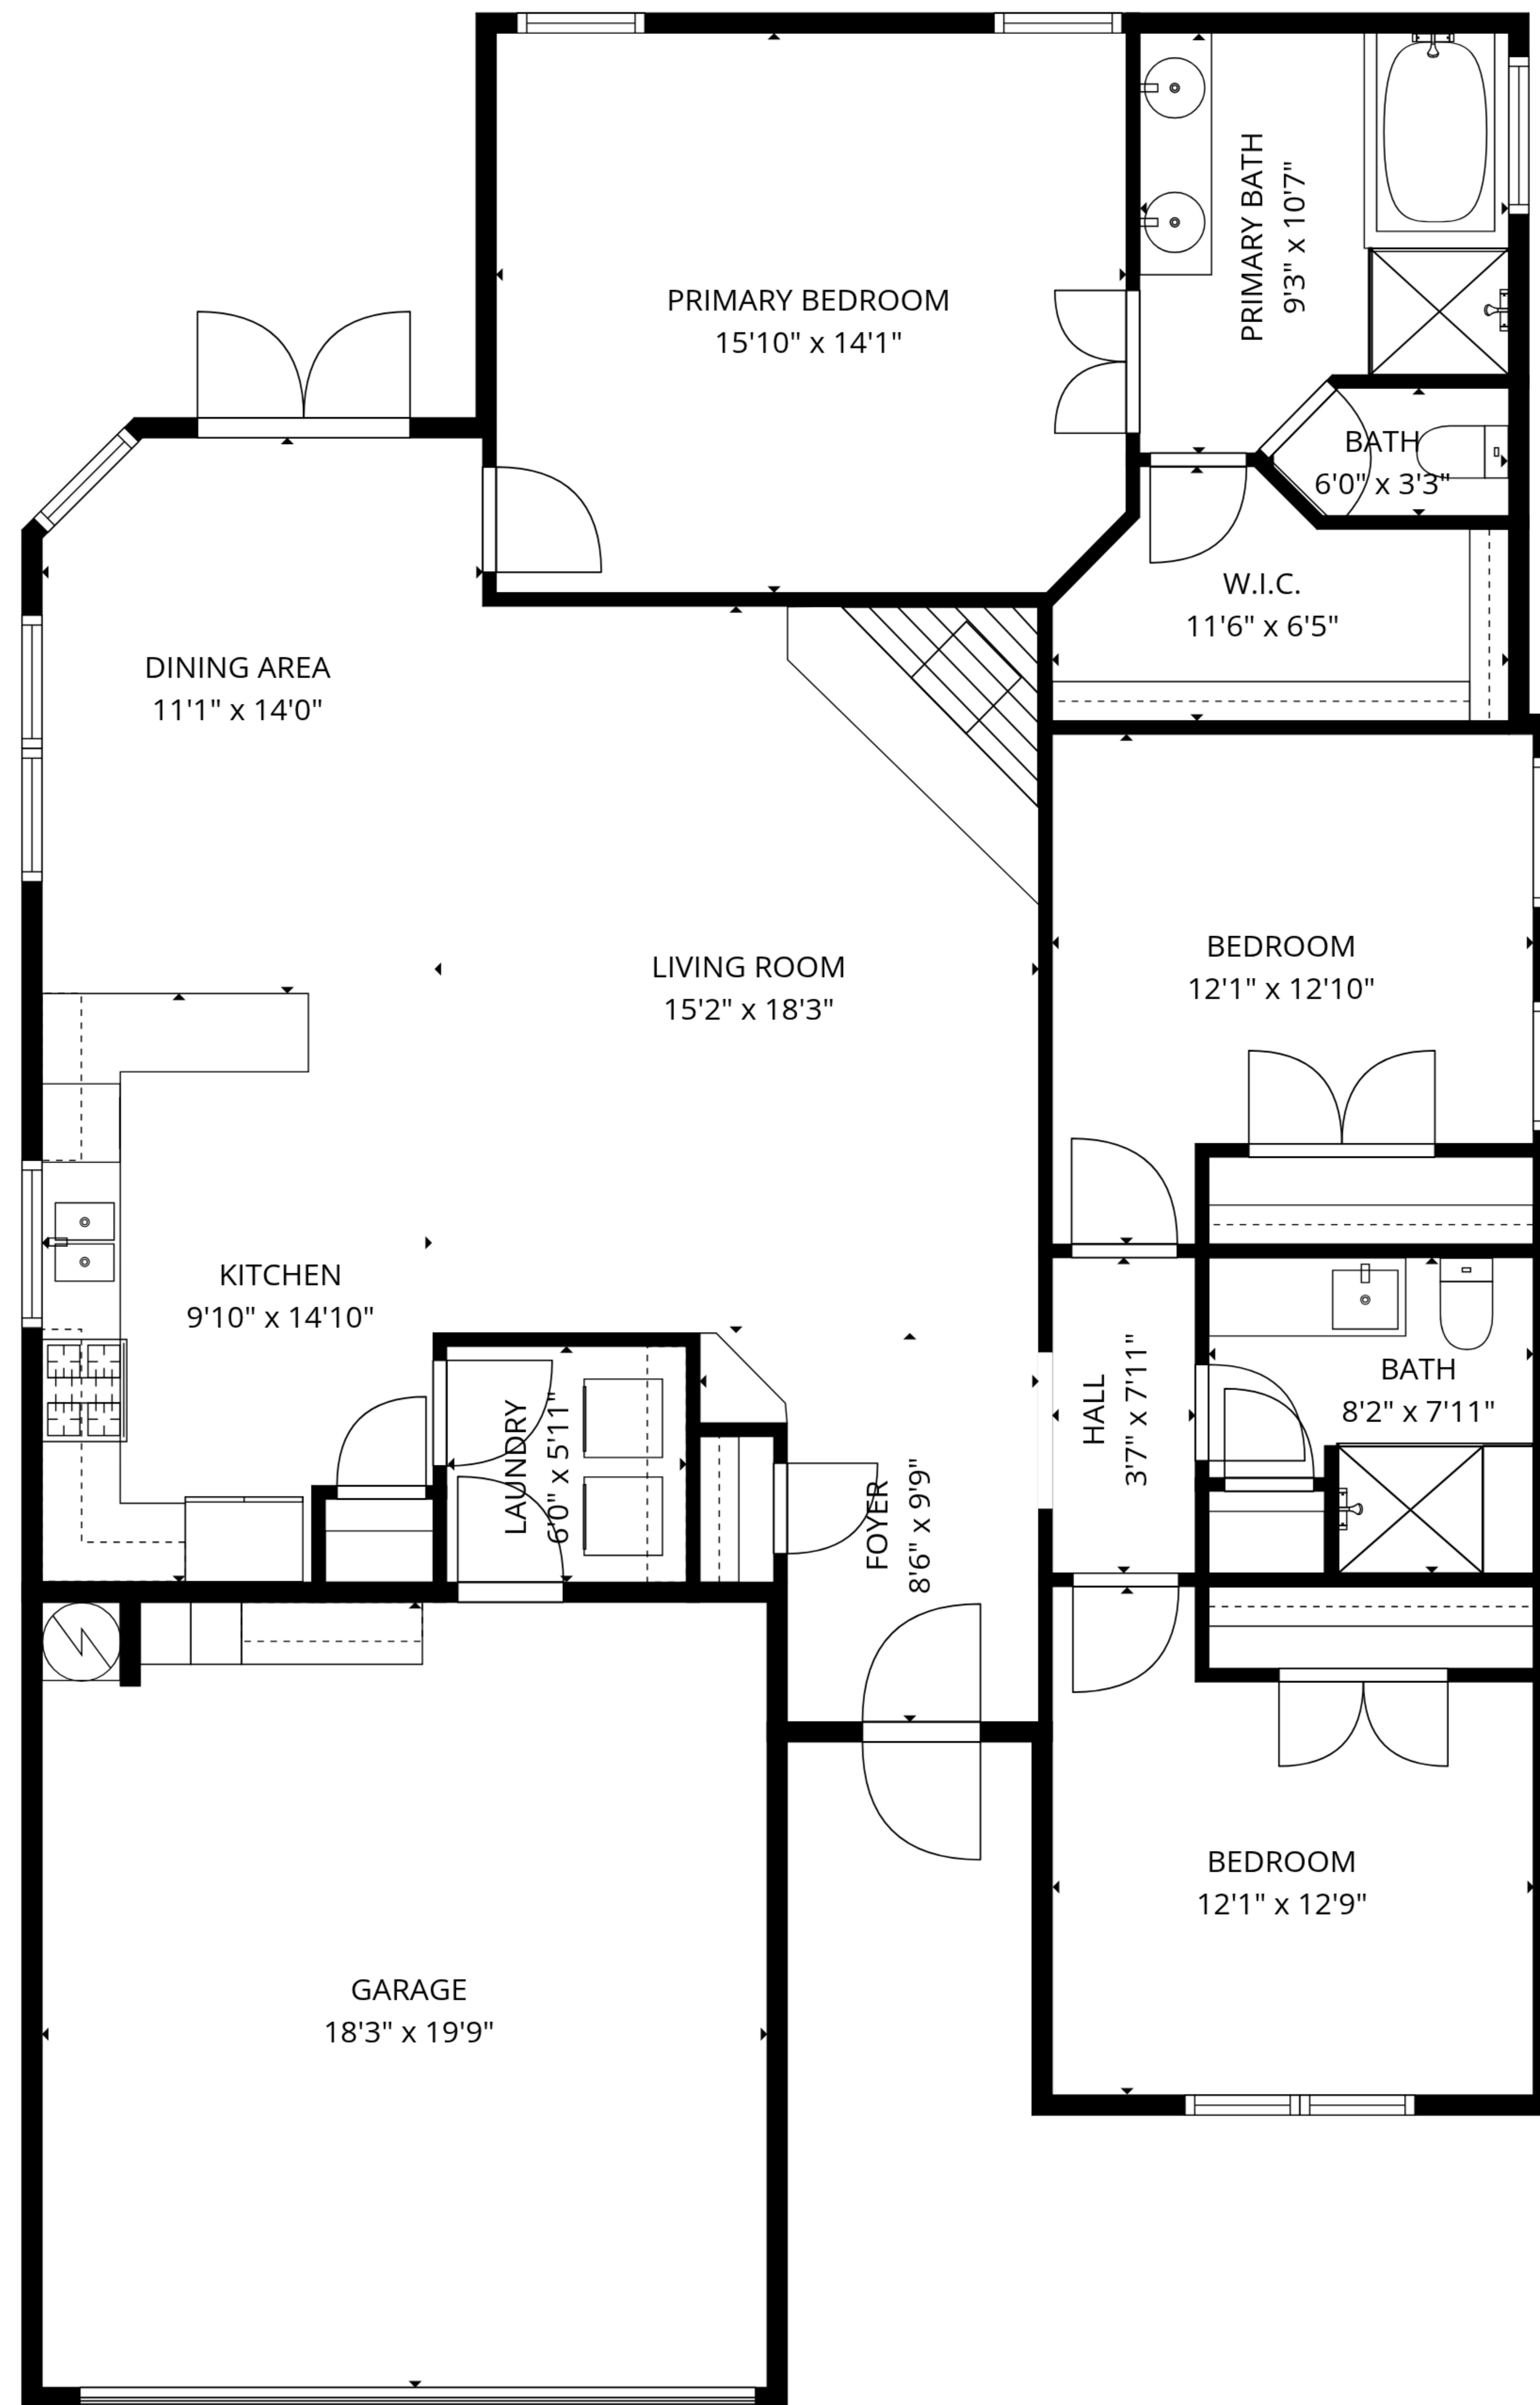 PRIMARY BATH
9'3" x 10'7"
PRIMARY BEDROOM
15'10" x 14'1"
BATH
6'0" x 3'3"
W.I.C.
11'6" x 6'5"
DINING AREA
11'1" x 14'0"
LIVING ROOM
15'2" x 18'3"
BEDROOM
12'1" x 12'10"
KITCHEN
9'10" x 14'10"
LAUNDRY
6'0" x 5'11"
FOYER
8'6" x 9'9"
HALL
3'7" x 7'11"
BATH
8'2" x 7'11"
BEDROOM
12'1" x 12'9"
GARAGE
18'3" x 19'9"